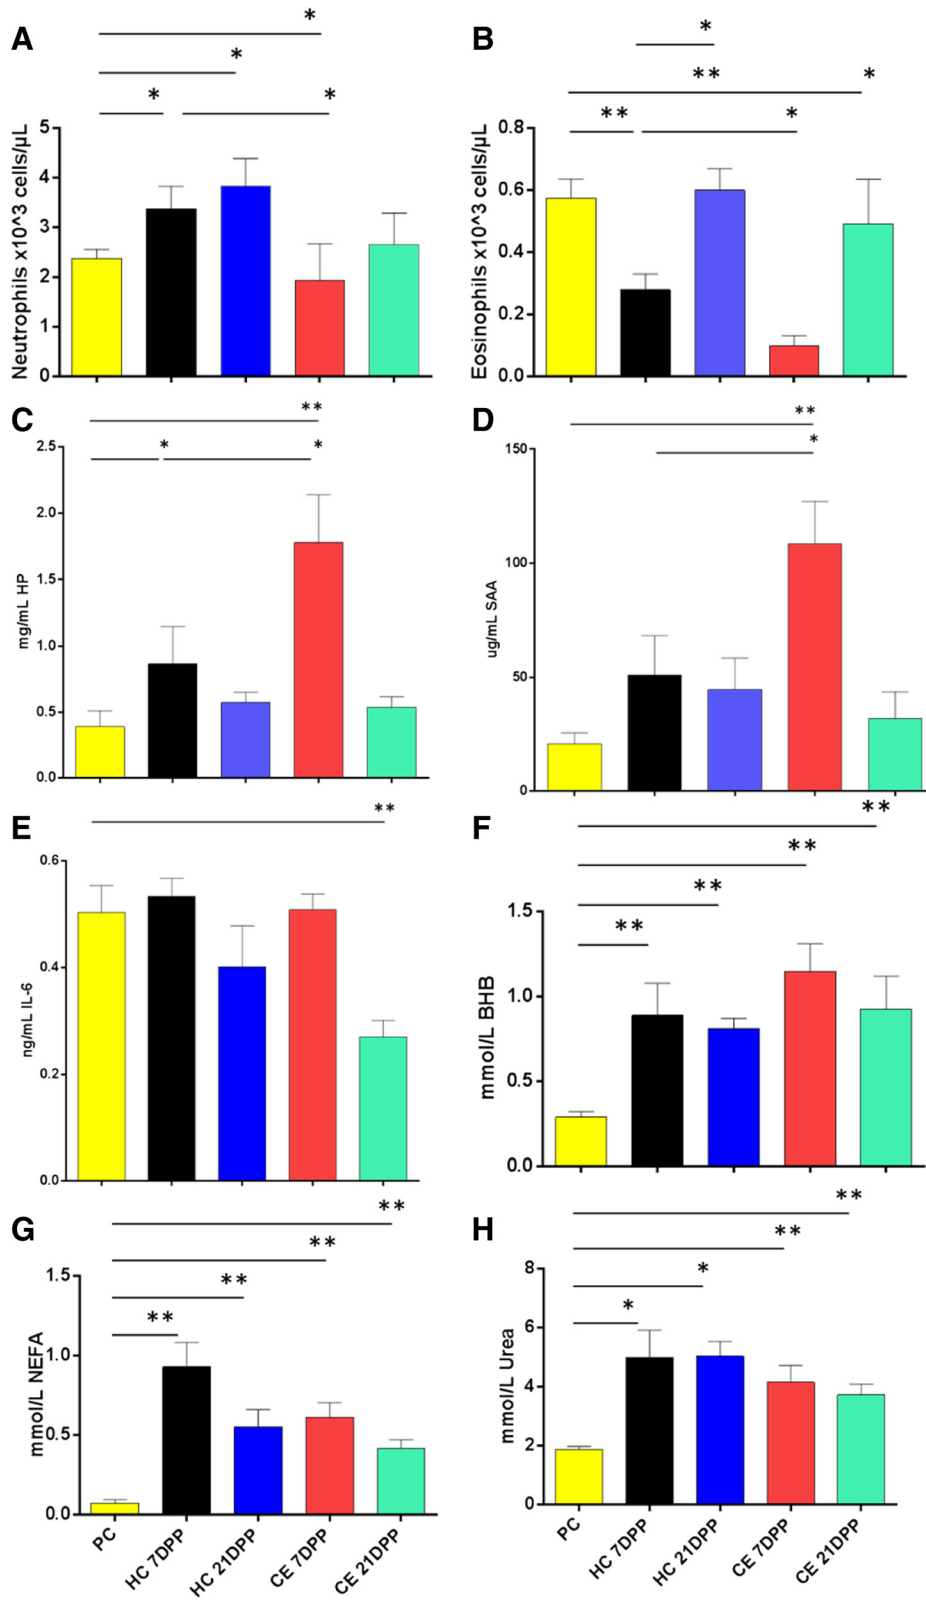 A
*
*
*
*
Neutrophils x10^3 cells/µL
5
4
3
2
1
0
B
*
**
*
**
*
Eosinophils x10^3 cells/µL
0.8
0.6
0.4
0.2
0.0
C
**
*
*
mg/mL HP
2.5
2.0
1.5
1.0
0.5
0.0
D
**
*
ug/mL SAA
150
100
50
0
E
**
ng/mL IL-6
0.6
0.4
0.2
0.0
F
**
**
**
**
mmol/L BHB
1.5
1.0
0.5
0.0
G
**
**
**
**
mmol/L NEFA
1.5
1.0
0.5
0.0
PC
HC 7DPP
HC 21DPP
CE 7DPP
CE 21DPP
H
**
**
*
*
mmol/L Urea
8
6
4
2
0
PC
HC 7DPP
HC 21DPP
CE 7DPP
CE 21DPP